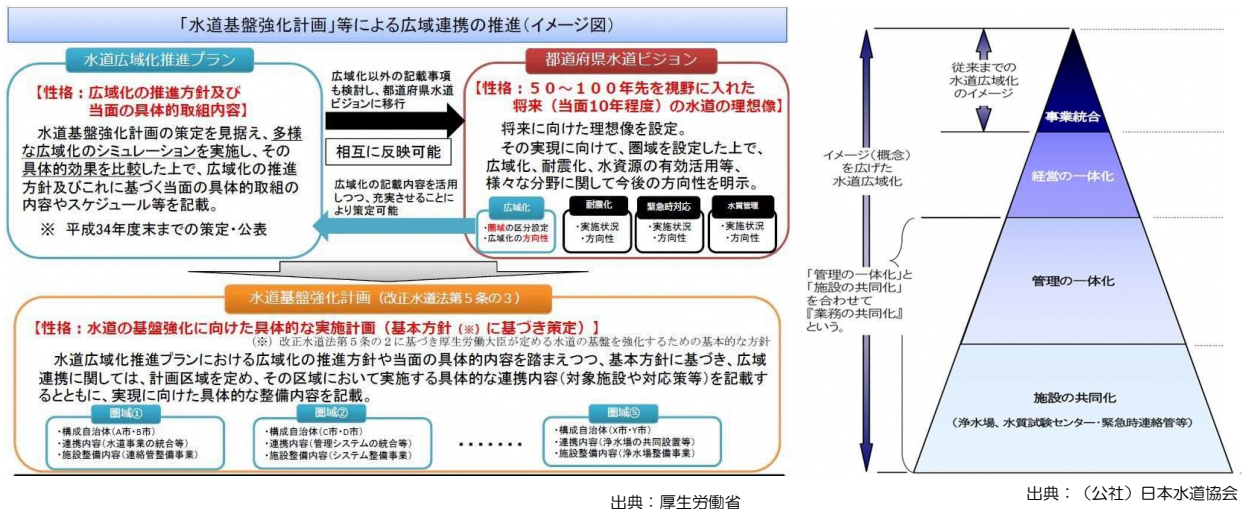 「水道基盤強化計画」等による広域連携の推進(イメージ図)
水道広域化推進プラン
【性格:広域化の推進方針及び
当面の具体的取組内容】
水道基盤強化計画の策定を見据え、多様
な広域化のシミュレーションを実施し、その
具体的効果を比較した上で、広域化の推進
方針及びこれに基づく当面の具体的取組の
内容やスケジュール等を記載。
※ 平成34年度末までの策定・公表
広域化以外の記載事項
も検討し、都道府県水道
ビジョンに移行
相互に反映可能
広域化の記載内容を活用
しつつ、充実させることに
より策定可能
都道府県水道ビジョン
【性格:50~100年先を視野に入れた
将来(当面10年程度)の水道の理想像】
将来に向けた理想像を設定。
その実現に向けて、圏域を設定した上で、
広域化、耐震化、水資源の有効活用等、
様々な分野に関して今後の方向性を明示。
広域化
・圏域の区分設定
・広域化の方向性
耐震化
・実施状況
・方向性
緊急時対応
・実施状況
・方向性
水質管理
・実施状況
・方向性
水道基盤強化計画(改正水道法第5条の3)
【性格:水道の基盤強化に向けた具体的な実施計画(基本方針(※)に基づき策定)】
(※)改正水道法第5条の2に基づき厚生労働大臣が定める水道の基盤を強化するための基本的な方針
水道広域化推進プランにおける広域化の推進方針や当面の具体的内容を踏まえつつ、基本方針に基づき、広域
連携に関しては、計画区域を定め、その区域において実施する具体的な連携内容(対象施設や対応策等)を記載す
るとともに、実現に向けた具体的な整備内容を記載。
圏域①
・構成自治体(A市・B市)
・連携内容(水道事業の統合等)
・施設整備内容(連絡管整備事業)
圏域②
・構成自治体(C市・D市)
・連携内容(管理システムの統合等)
・施設整備内容(システム整備事業)
・・・・・・・
圏域⑤
・構成自治体(X市・Y市)
・連携内容(浄水場の共同設置等)
・施設整備内容(浄水場整備事業)
出典:厚生労働省
従来までの
水道広域化
のイメージ
イメージ(概念)
を広げた
水道広域化
「管理の一体化」と
「施設の共同化」
を合わせて
『業務の共同化』
という。
事業統合
経営の一体化
管理の一体化
施設の共同化
(浄水場、水質試験センター・緊急時連絡管等)
出典:(公社)日本水道協会